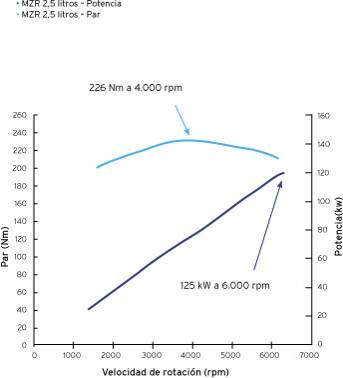 • MZR 2,5 litros – Potencia
• MZR 2,5 litros – Par
226 Nm a 4.000 rpm
260
240
220
200
180
160
140
120
100
80
60
40
20
0
Par (Nm)
160
140
120
100
80
60
40
20
0
Potencia(kw)
125 kW a 6.000 rpm
0 1000 2000 3000 4000 5000 6000 7000
Velocidad de rotación (rpm)